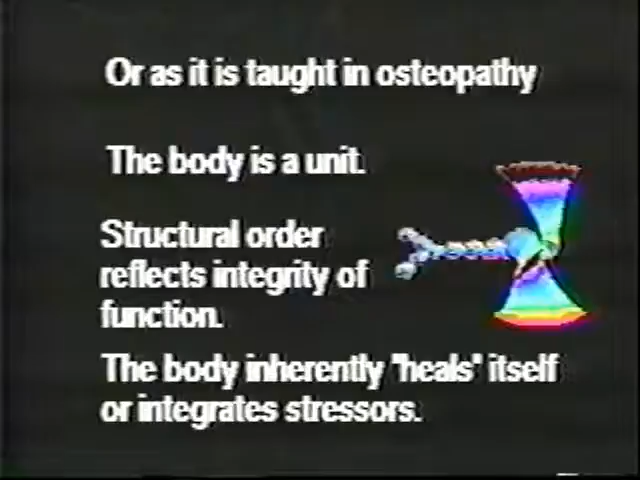 Or as it is taught in osteopathy
The body is a unit.
Structural order
reflects integrity of
function.
The body inherently "heals" itself
or integrates stressors.